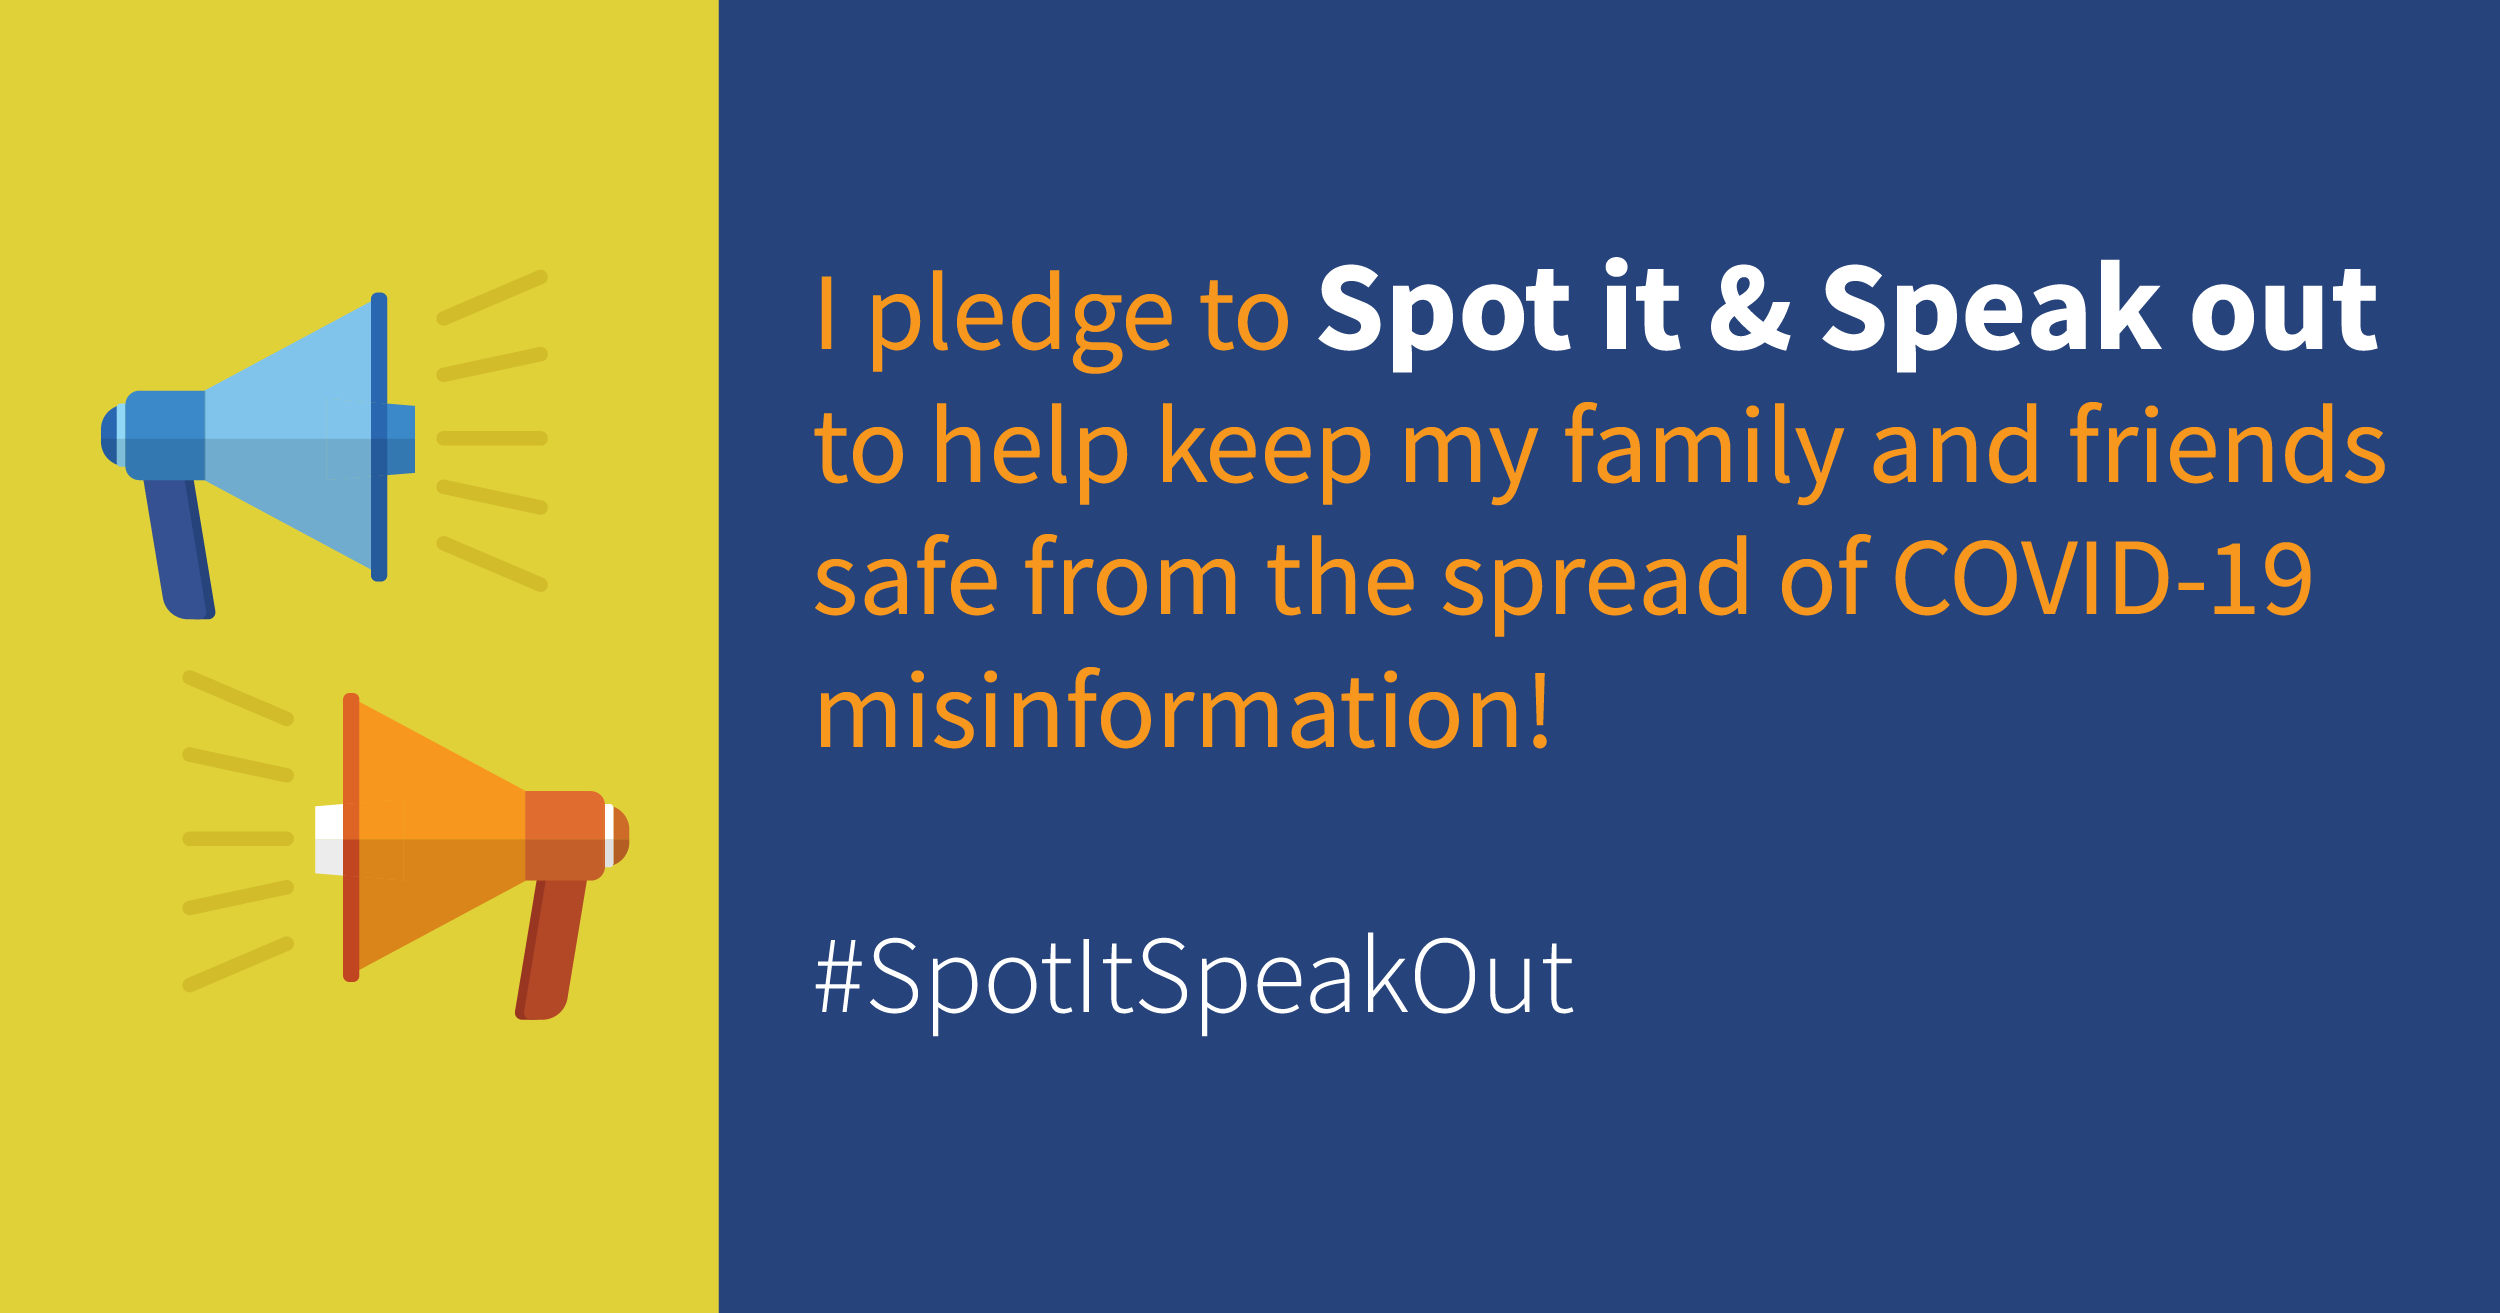 I pledge to Spot it & Speak out
to help keep my family and friends
safe from the spread of COVID-19
misinformation!
#SpotItSpeakOut